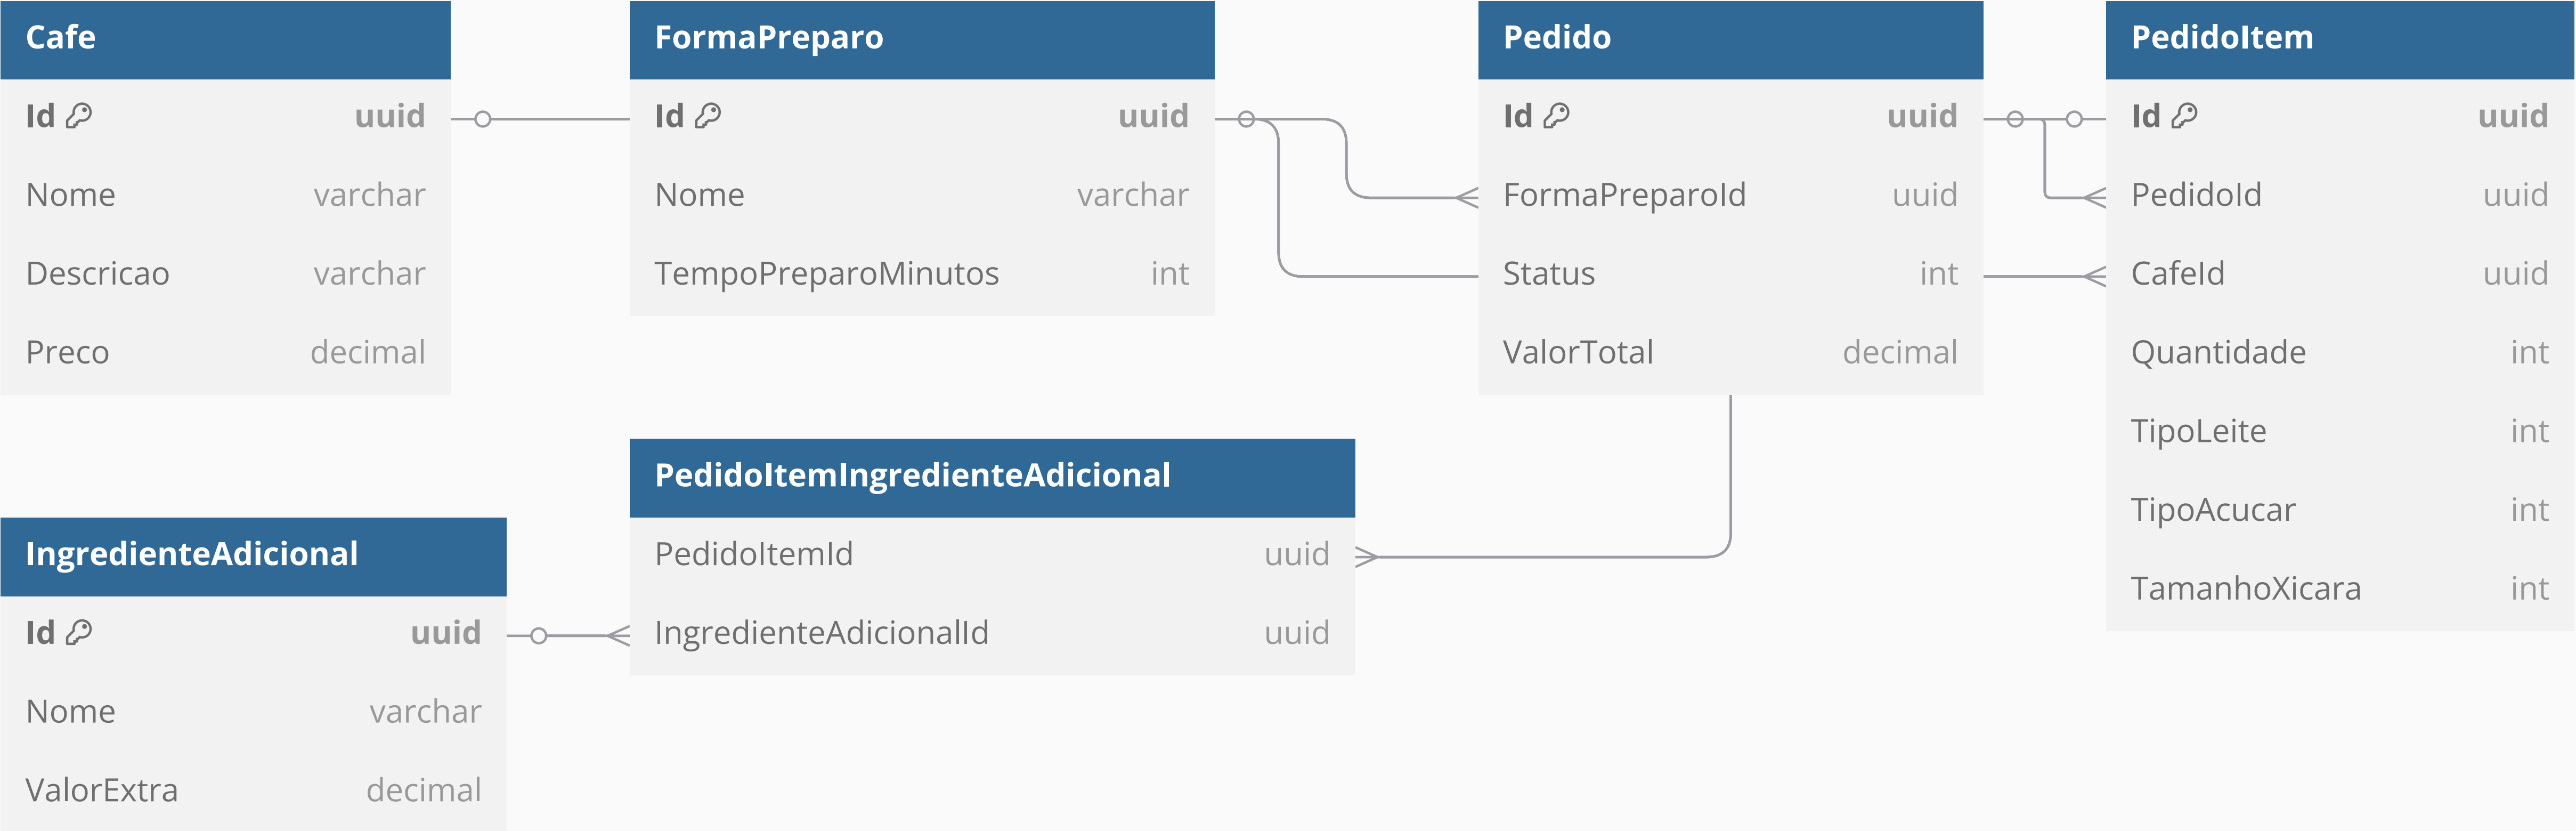 Cafe
Id uuid
Nome varchar
Descricao varchar
Preco decimal
FormaPreparo
Id uuid
Nome varchar
TempoPreparoMinutos int
Pedido
Id uuid
FormaPreparoId uuid
Status int
ValorTotal decimal
PedidoItem
Id uuid
PedidoId uuid
CafeId uuid
Quantidade int
TipoLeite int
TipoAcucar int
TamanhoXicara int
PedidoItemIngredienteAdicional
PedidoItemId uuid
IngredienteAdicionalId uuid
IngredienteAdicional
Id uuid
Nome varchar
ValorExtra decimal